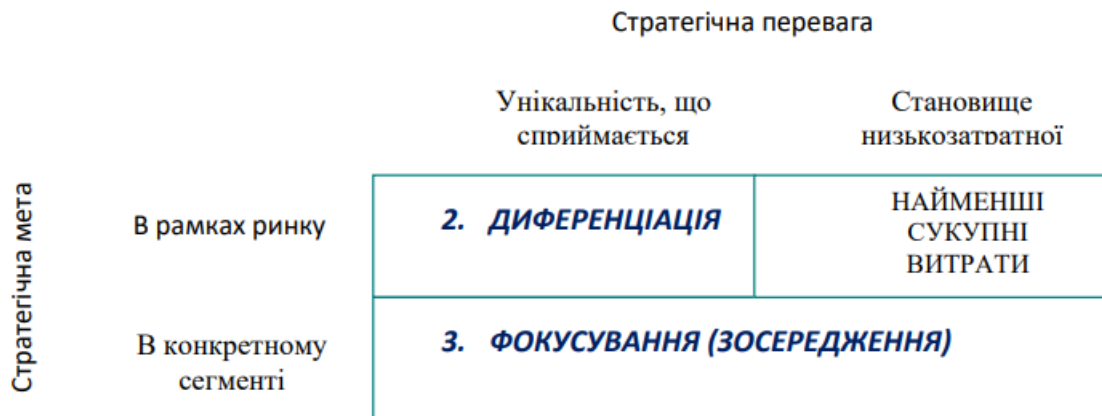 Стратегічна перевага
Унікальність, що
сприймається
Становище
низькозатратної
Стратегічна мета
В рамках ринку
2. ДИФЕРЕНЦІАЦІЯ
НАЙМЕНШІ
СУКУПНІ
ВИТРАТИ
В конкретному
сегменті
3. ФОКУСУВАННЯ (ЗОСЕРЕДЖЕННЯ)